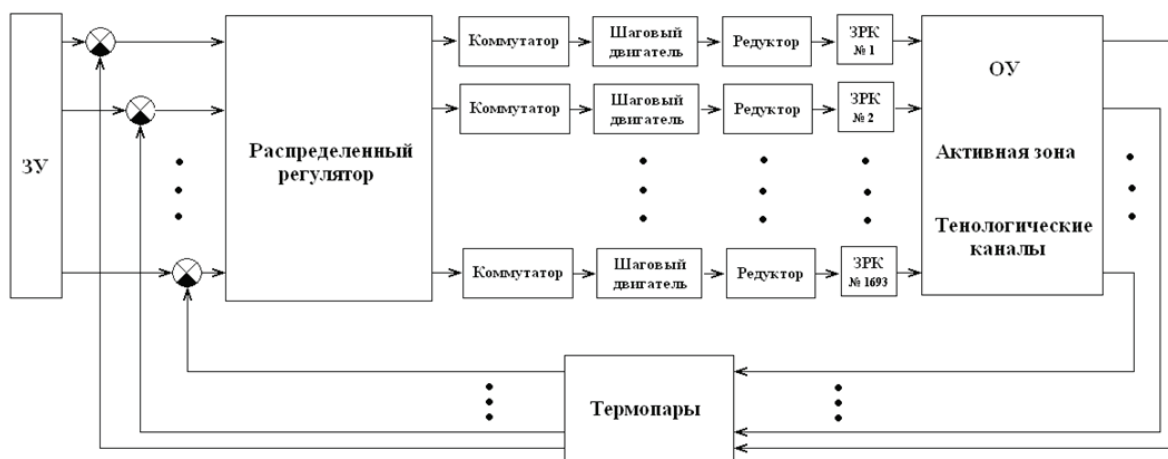 ЗУ
Распределенный
регулятор
Коммутатор
Шаговый
двигатель
Редуктор
ЗРК
№ 1
Коммутатор
Шаговый
двигатель
Редуктор
ЗРК
№ 2
Коммутатор
Шаговый
двигатель
Редуктор
ЗРК
№ 1693
ОУ
Активная зона
Тенологические
каналы
Термопары